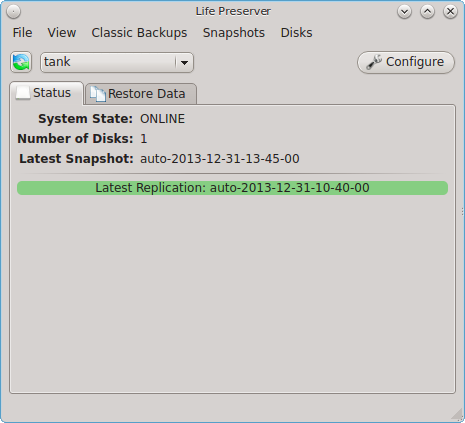 Life Preserver
File View Classic Backups Snapshots Disks
tank Configure
Status Restore Data
System State: ONLINE
Number of Disks: 1
Latest Snapshot: auto-2013-12-31-13-45-00
Latest Replication: auto-2013-12-31-10-40-00